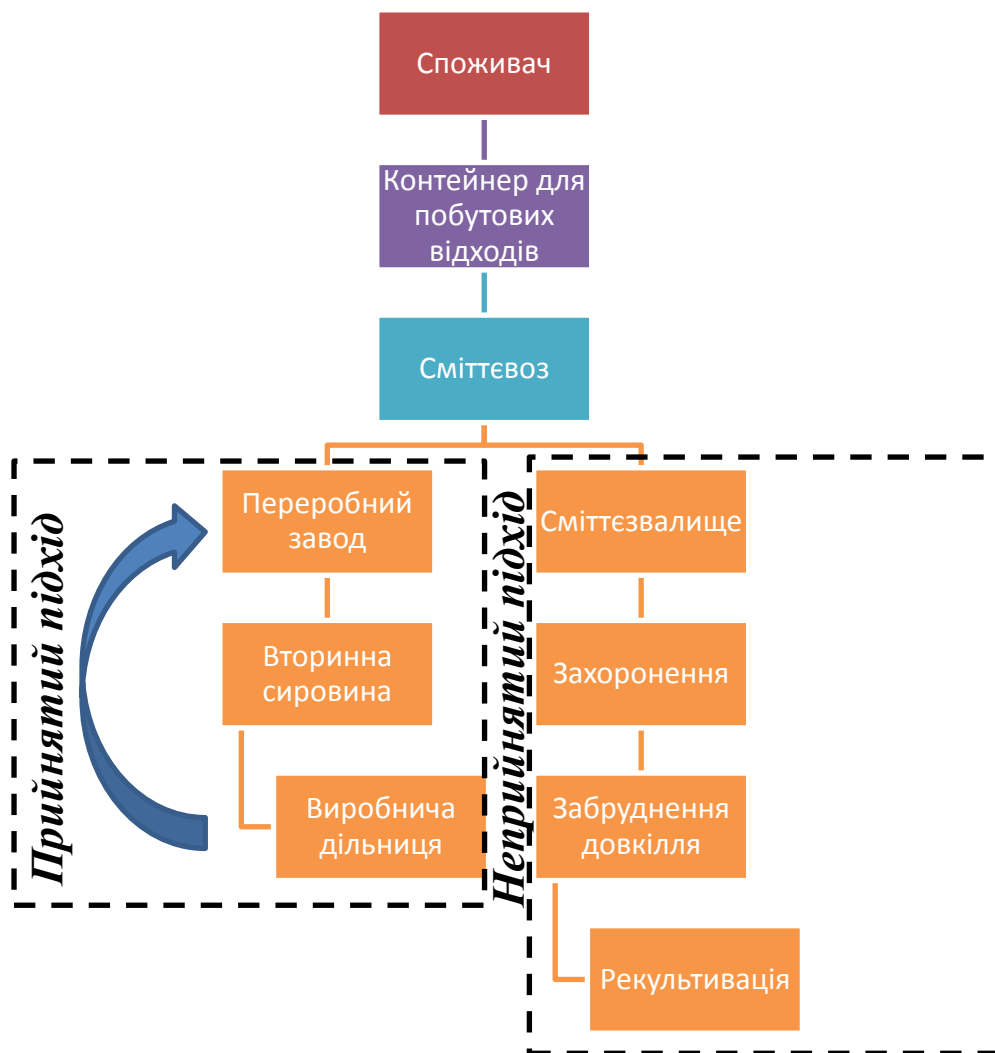 Споживач
Контейнер для
побутових
відходів
Сміттєвоз
Прийнятий підхід
Переробний
завод
Вторинна
сировина
Виробнича
дільниця
Неприйнятий підхід
Сміттєзвалище
Захоронення
Забруднення
довкілля
Рекультивація